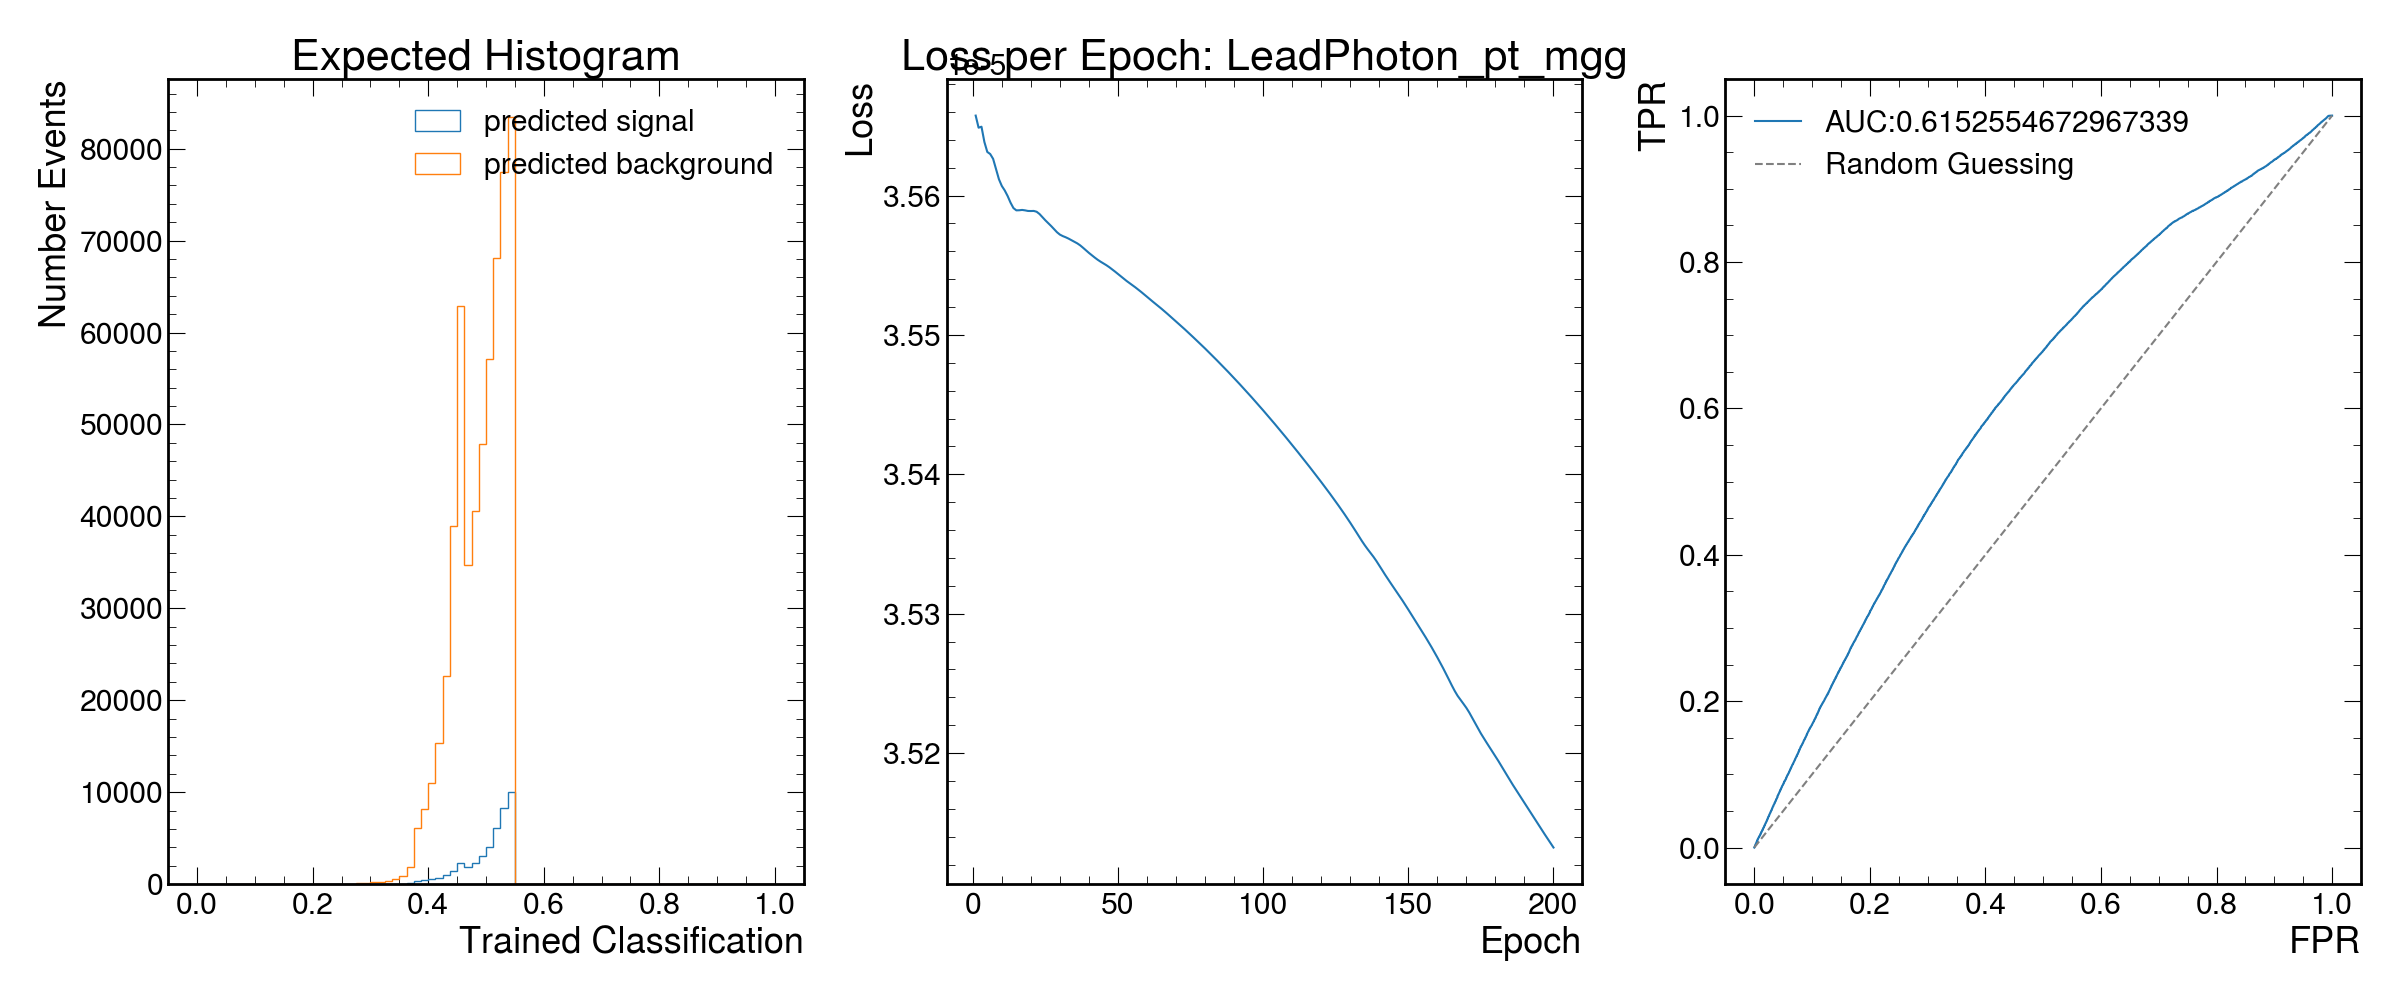 Expected Histogram
Number Events
80000
70000
60000
50000
40000
30000
20000
10000
0
predicted signal
predicted background
0.0 0.2 0.4 0.6 0.8 1.0
Trained Classification
Loss per Epoch: LeadPhoton_pt_mgg
1e-5
Loss
3.56
3.55
3.54
3.53
3.52
0 50 100 150 200
Epoch
TPR
1.0
0.8
0.6
0.4
0.2
0.0
AUC:0.6152554672967339
Random Guessing
0.0 0.2 0.4 0.6 0.8 1.0
FPR